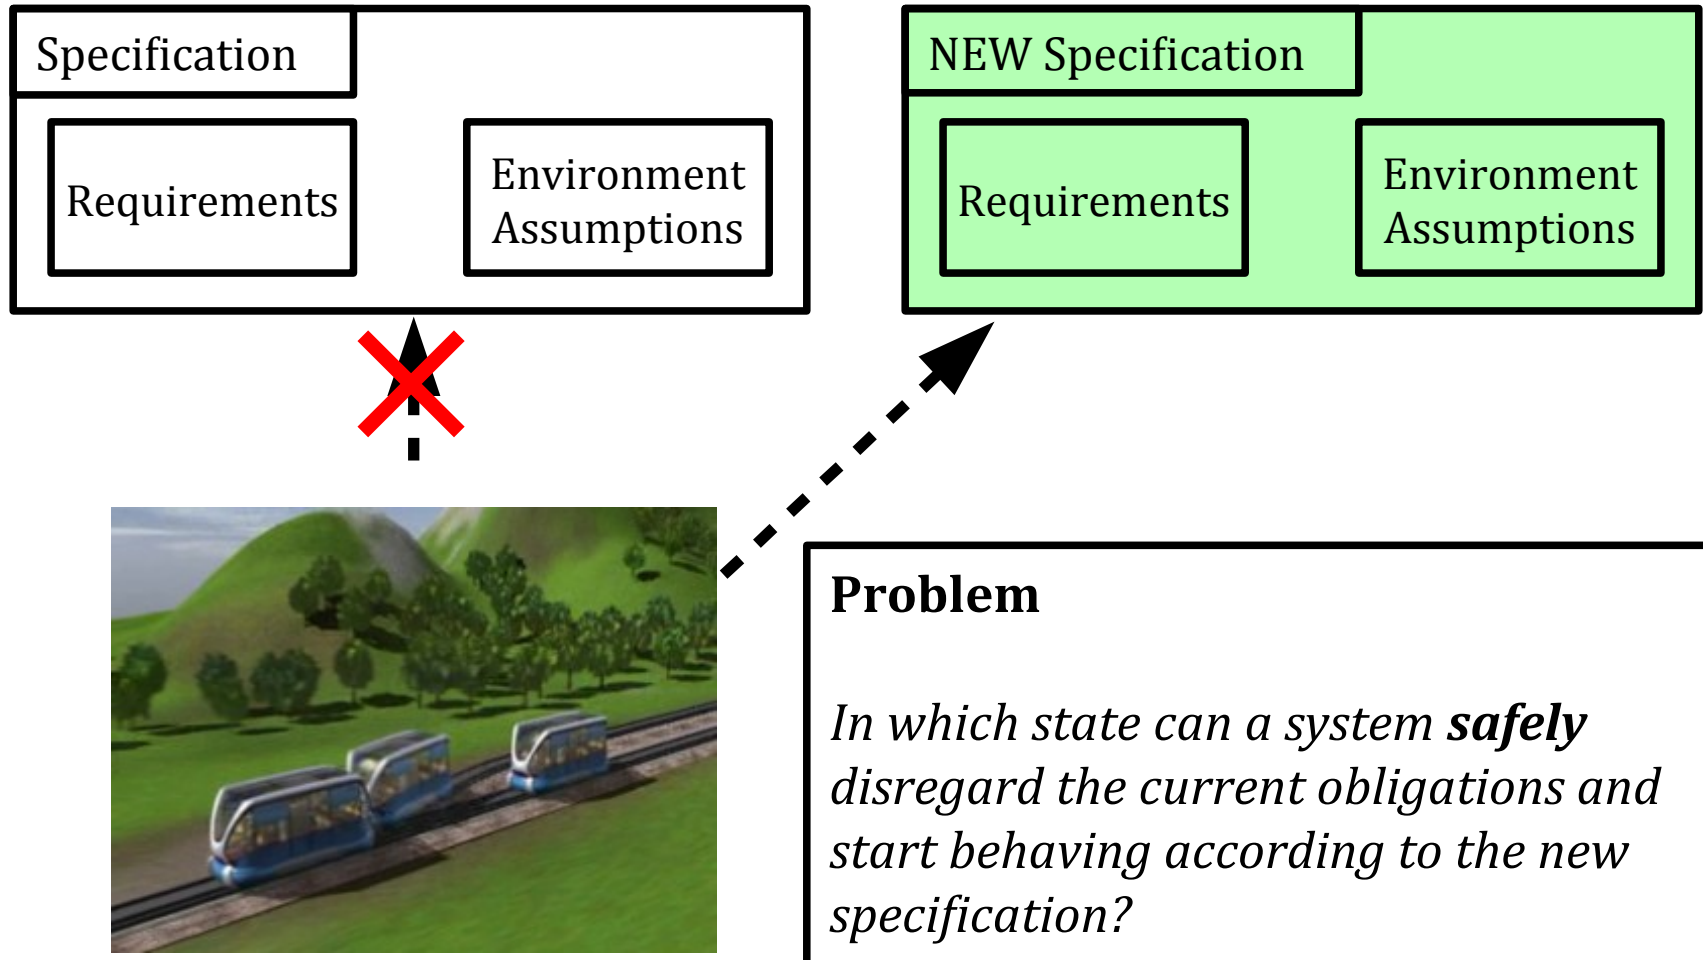 Specification
Requirements
Environment
Assumptions
NEW Specification
Requirements
Environment
Assumptions
Problem
In which state can a system safely
disregard the current obligations and
start behaving according to the new
specification?